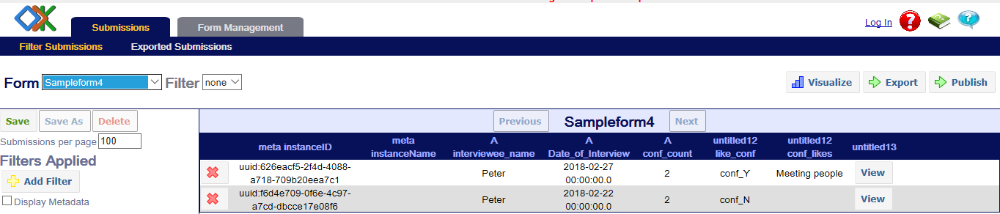 Submissions
Form Management
Log In
Filter Submissions
Exported Submissions
Form Sampleform4 Filter none
Visualize Export Publish
Save Save As Delete
Submissions per page 100
Filters Applied
Add Filter
Display Metadata
Previous Sampleform4 Next
meta instanceID meta instanceName A interviewee_name A Date_of_Interview A conf_count untitled12 like_conf untitled12 conf_likes untitled13
uuid:626eacf5-2f4d-4088-a718-709b20eea7c1 Peter 2018-02-27 00:00:00.0 2 conf_Y Meeting people View
uuid:f6d4e709-0f6e-4c97-a7cd-dbcce17e08f6 Peter 2018-02-22 00:00:00.0 2 conf_N View